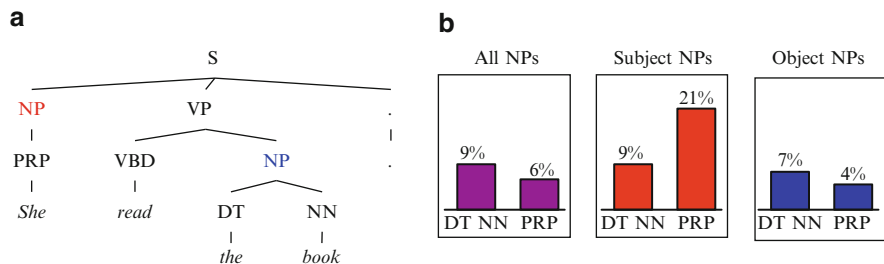 a
S
NP VP .
PRP VBD NP .
She read DT NN
the book
b
All NPs Subject NPs Object NPs
9% 6% 9% 21% 7% 4%
DT NN PRP DT NN PRP DT NN PRP